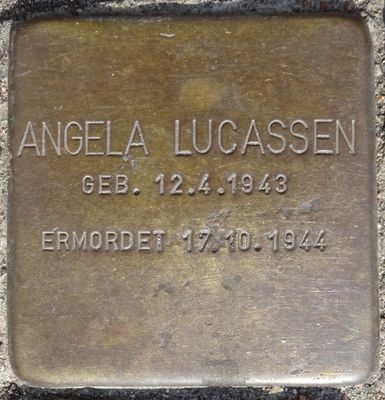 ANGELA LUCASSEN
GEB. 12.4.1943
ERMORDET 17.10.1944